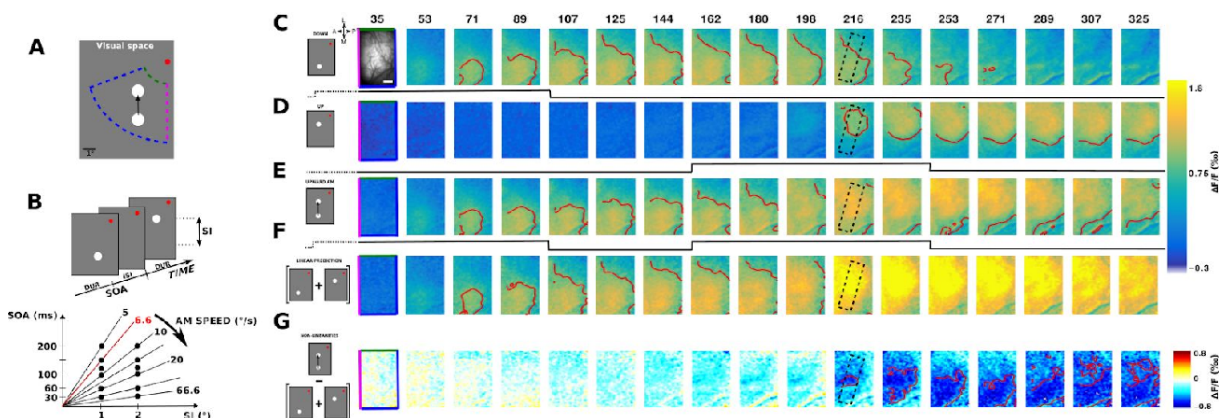 A
Visual space
1°
B
SI
ISI
DUR
DUR
SOA
TIME
SOA (ms)
200
100
60
30
1
2
SI (°)
5
6.6
10
20
66.6
AM SPEED (°/s)
C
35 53 71 89 107 125 144 162 180 198 216 235 253 271 289 307 325
DOWN
D
UP
E
F
LINEAR PREDICTION
+
G
-
+
1.8
0.76
-0.3
ΔF/F (‰)
0.8
-0.8
ΔF/F (‰)